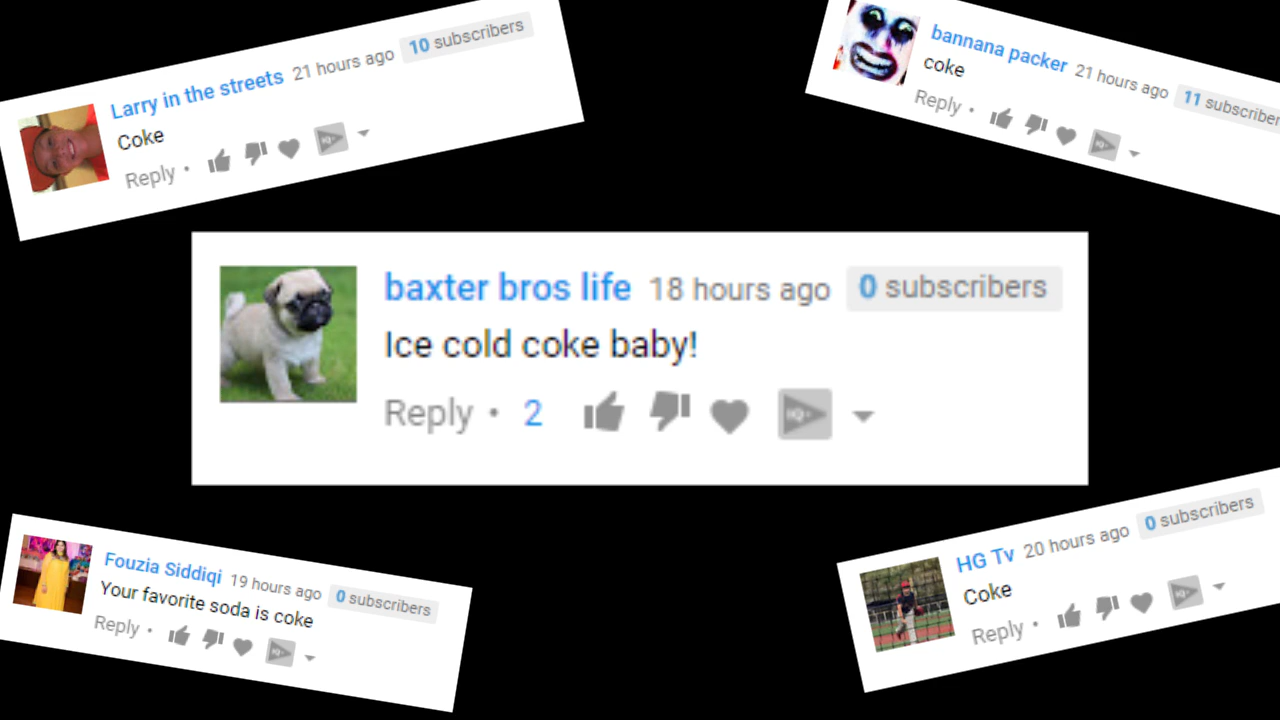 Larry in the streets 21 hours ago 10 subscribers
Coke
Reply •
bannana packer 21 hours ago 11 subscriber
coke
Reply •
baxter bros life 18 hours ago 0 subscribers
Ice cold coke baby!
Reply • 2
Fouzia Siddiqi 19 hours ago 0 subscribers
Your favorite soda is coke
Reply •
HG Tv 20 hours ago 0 subscribers
Coke
Reply •